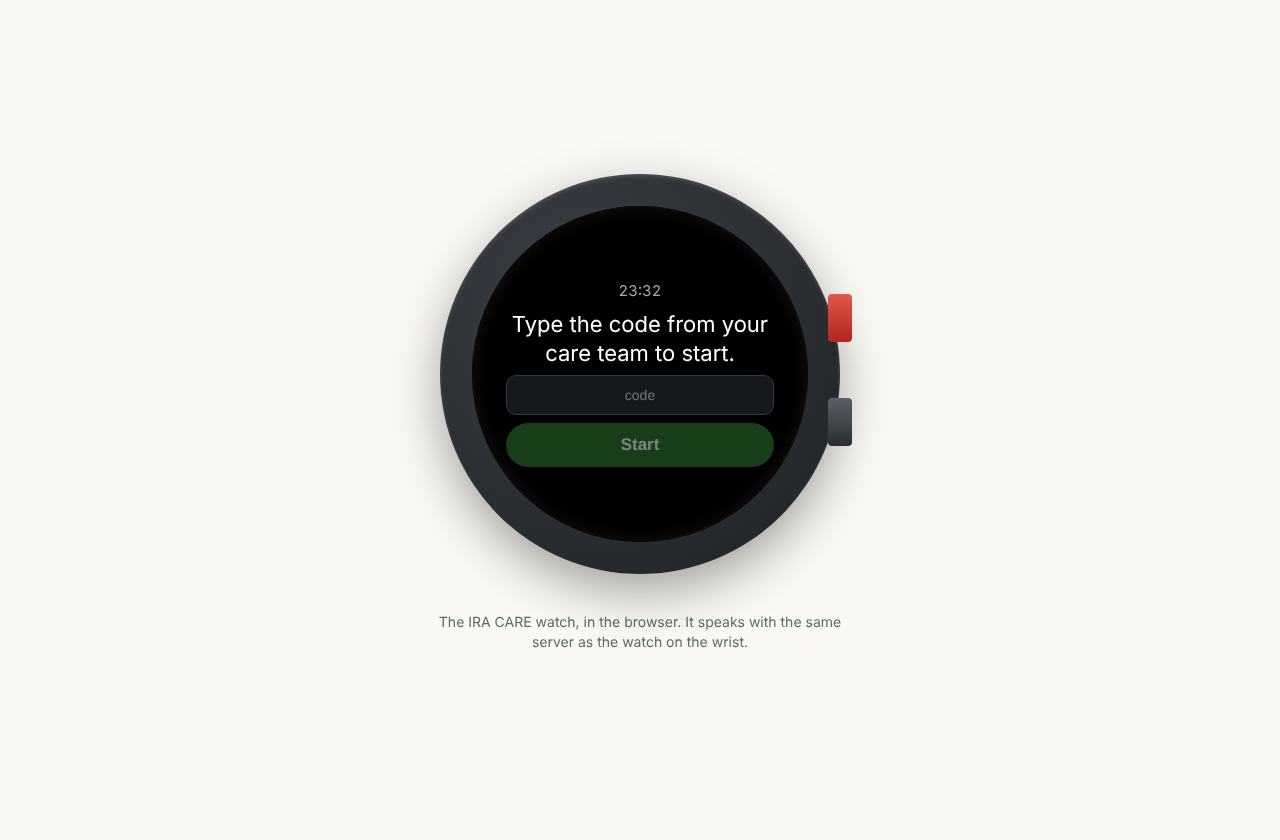 23:32
Type the code from your
care team to start.
code
Start
The IRA CARE watch, in the browser. It speaks with the same
server as the watch on the wrist.